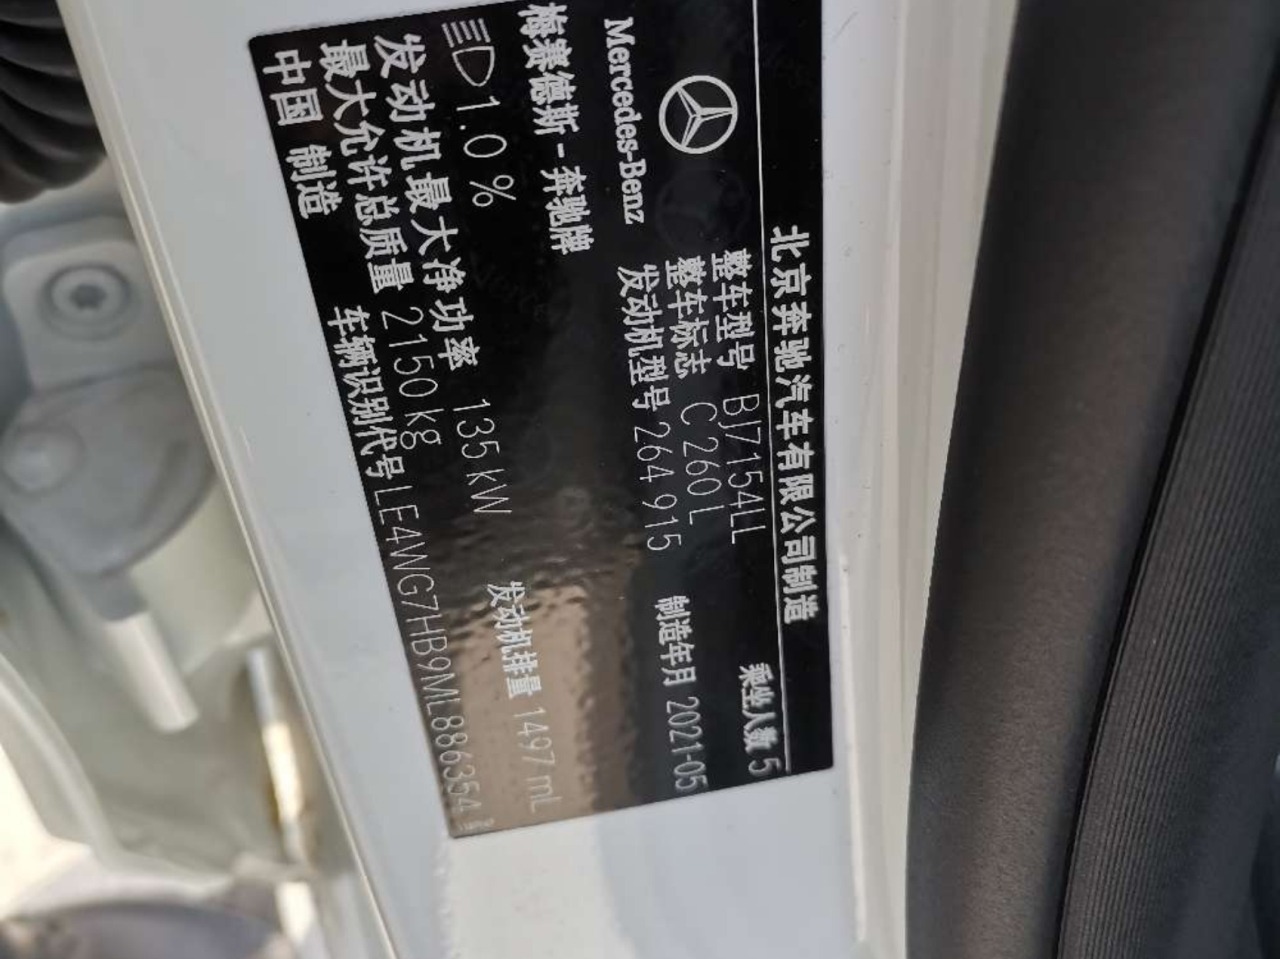 北京奔驰汽车有限公司制造
Mercedes-Benz
梅赛德斯-奔驰牌
整车型号 BJ7154LL
乘坐人数 5
整车标志 C 260 L
发动机型号 264 915
制造年月 2021-05
1.0 %
发动机最大净功率 135 kW
发动机排量 1497 mL
最大允许总质量 2150 kg
中国 制造
车辆识别代号 LE4WG7HB9ML886354